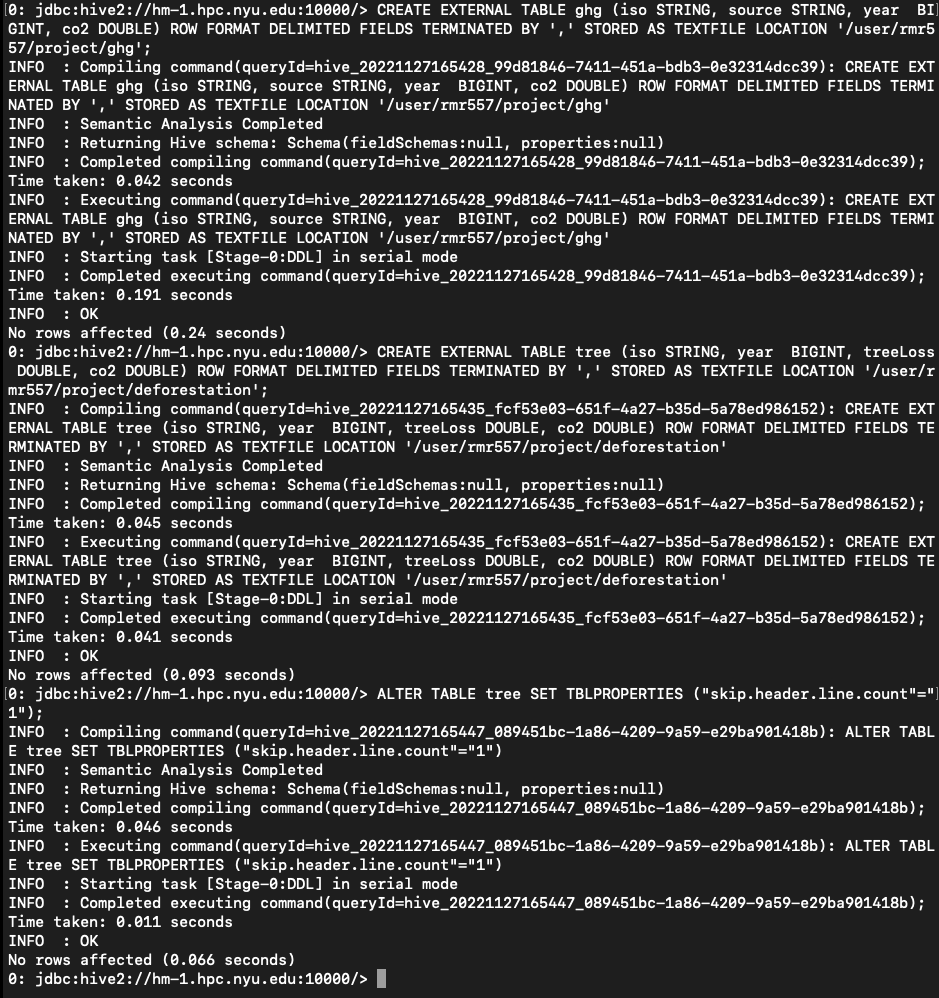 0: jdbc:hive2://hm-1.hpc.nyu.edu:10000/> CREATE EXTERNAL TABLE ghg (iso STRING, source STRING, year  BI
GINT, co2 DOUBLE) ROW FORMAT DELIMITED FIELDS TERMINATED BY ',' STORED AS TEXTFILE LOCATION '/user/rmr5
57/project/ghg';
INFO  : Compiling command(queryId=hive_20221127165428_99d81846-7411-451a-bdb3-0e32314dcc39): CREATE EXT
ERNAL TABLE ghg (iso STRING, source STRING, year  BIGINT, co2 DOUBLE) ROW FORMAT DELIMITED FIELDS TERMI
NATED BY ',' STORED AS TEXTFILE LOCATION '/user/rmr557/project/ghg'
INFO  : Semantic Analysis Completed
INFO  : Returning Hive schema: Schema(fieldSchemas:null, properties:null)
INFO  : Completed compiling command(queryId=hive_20221127165428_99d81846-7411-451a-bdb3-0e32314dcc39);
Time taken: 0.042 seconds
INFO  : Executing command(queryId=hive_20221127165428_99d81846-7411-451a-bdb3-0e32314dcc39): CREATE EXT
ERNAL TABLE ghg (iso STRING, source STRING, year  BIGINT, co2 DOUBLE) ROW FORMAT DELIMITED FIELDS TERMI
NATED BY ',' STORED AS TEXTFILE LOCATION '/user/rmr557/project/ghg'
INFO  : Starting task [Stage-0:DDL] in serial mode
INFO  : Completed executing command(queryId=hive_20221127165428_99d81846-7411-451a-bdb3-0e32314dcc39);
Time taken: 0.191 seconds
INFO  : OK
No rows affected (0.24 seconds)
0: jdbc:hive2://hm-1.hpc.nyu.edu:10000/> CREATE EXTERNAL TABLE tree (iso STRING, year  BIGINT, treeLoss
 DOUBLE, co2 DOUBLE) ROW FORMAT DELIMITED FIELDS TERMINATED BY ',' STORED AS TEXTFILE LOCATION '/user/r
mr557/project/deforestation';
INFO  : Compiling command(queryId=hive_20221127165435_fcf53e03-651f-4a27-b35d-5a78ed986152): CREATE EXT
ERNAL TABLE tree (iso STRING, year  BIGINT, treeLoss DOUBLE, co2 DOUBLE) ROW FORMAT DELIMITED FIELDS TE
RMINATED BY ',' STORED AS TEXTFILE LOCATION '/user/rmr557/project/deforestation'
INFO  : Semantic Analysis Completed
INFO  : Returning Hive schema: Schema(fieldSchemas:null, properties:null)
INFO  : Completed compiling command(queryId=hive_20221127165435_fcf53e03-651f-4a27-b35d-5a78ed986152);
Time taken: 0.045 seconds
INFO  : Executing command(queryId=hive_20221127165435_fcf53e03-651f-4a27-b35d-5a78ed986152): CREATE EXT
ERNAL TABLE tree (iso STRING, year  BIGINT, treeLoss DOUBLE, co2 DOUBLE) ROW FORMAT DELIMITED FIELDS TE
RMINATED BY ',' STORED AS TEXTFILE LOCATION '/user/rmr557/project/deforestation'
INFO  : Starting task [Stage-0:DDL] in serial mode
INFO  : Completed executing command(queryId=hive_20221127165435_fcf53e03-651f-4a27-b35d-5a78ed986152);
Time taken: 0.041 seconds
INFO  : OK
No rows affected (0.093 seconds)
0: jdbc:hive2://hm-1.hpc.nyu.edu:10000/> ALTER TABLE tree SET TBLPROPERTIES ("skip.header.line.count"="
1");
INFO  : Compiling command(queryId=hive_20221127165447_089451bc-1a86-4209-9a59-e29ba901418b): ALTER TABL
E tree SET TBLPROPERTIES ("skip.header.line.count"="1")
INFO  : Semantic Analysis Completed
INFO  : Returning Hive schema: Schema(fieldSchemas:null, properties:null)
INFO  : Completed compiling command(queryId=hive_20221127165447_089451bc-1a86-4209-9a59-e29ba901418b);
Time taken: 0.046 seconds
INFO  : Executing command(queryId=hive_20221127165447_089451bc-1a86-4209-9a59-e29ba901418b): ALTER TABL
E tree SET TBLPROPERTIES ("skip.header.line.count"="1")
INFO  : Starting task [Stage-0:DDL] in serial mode
INFO  : Completed executing command(queryId=hive_20221127165447_089451bc-1a86-4209-9a59-e29ba901418b);
Time taken: 0.011 seconds
INFO  : OK
No rows affected (0.066 seconds)
0: jdbc:hive2://hm-1.hpc.nyu.edu:10000/>